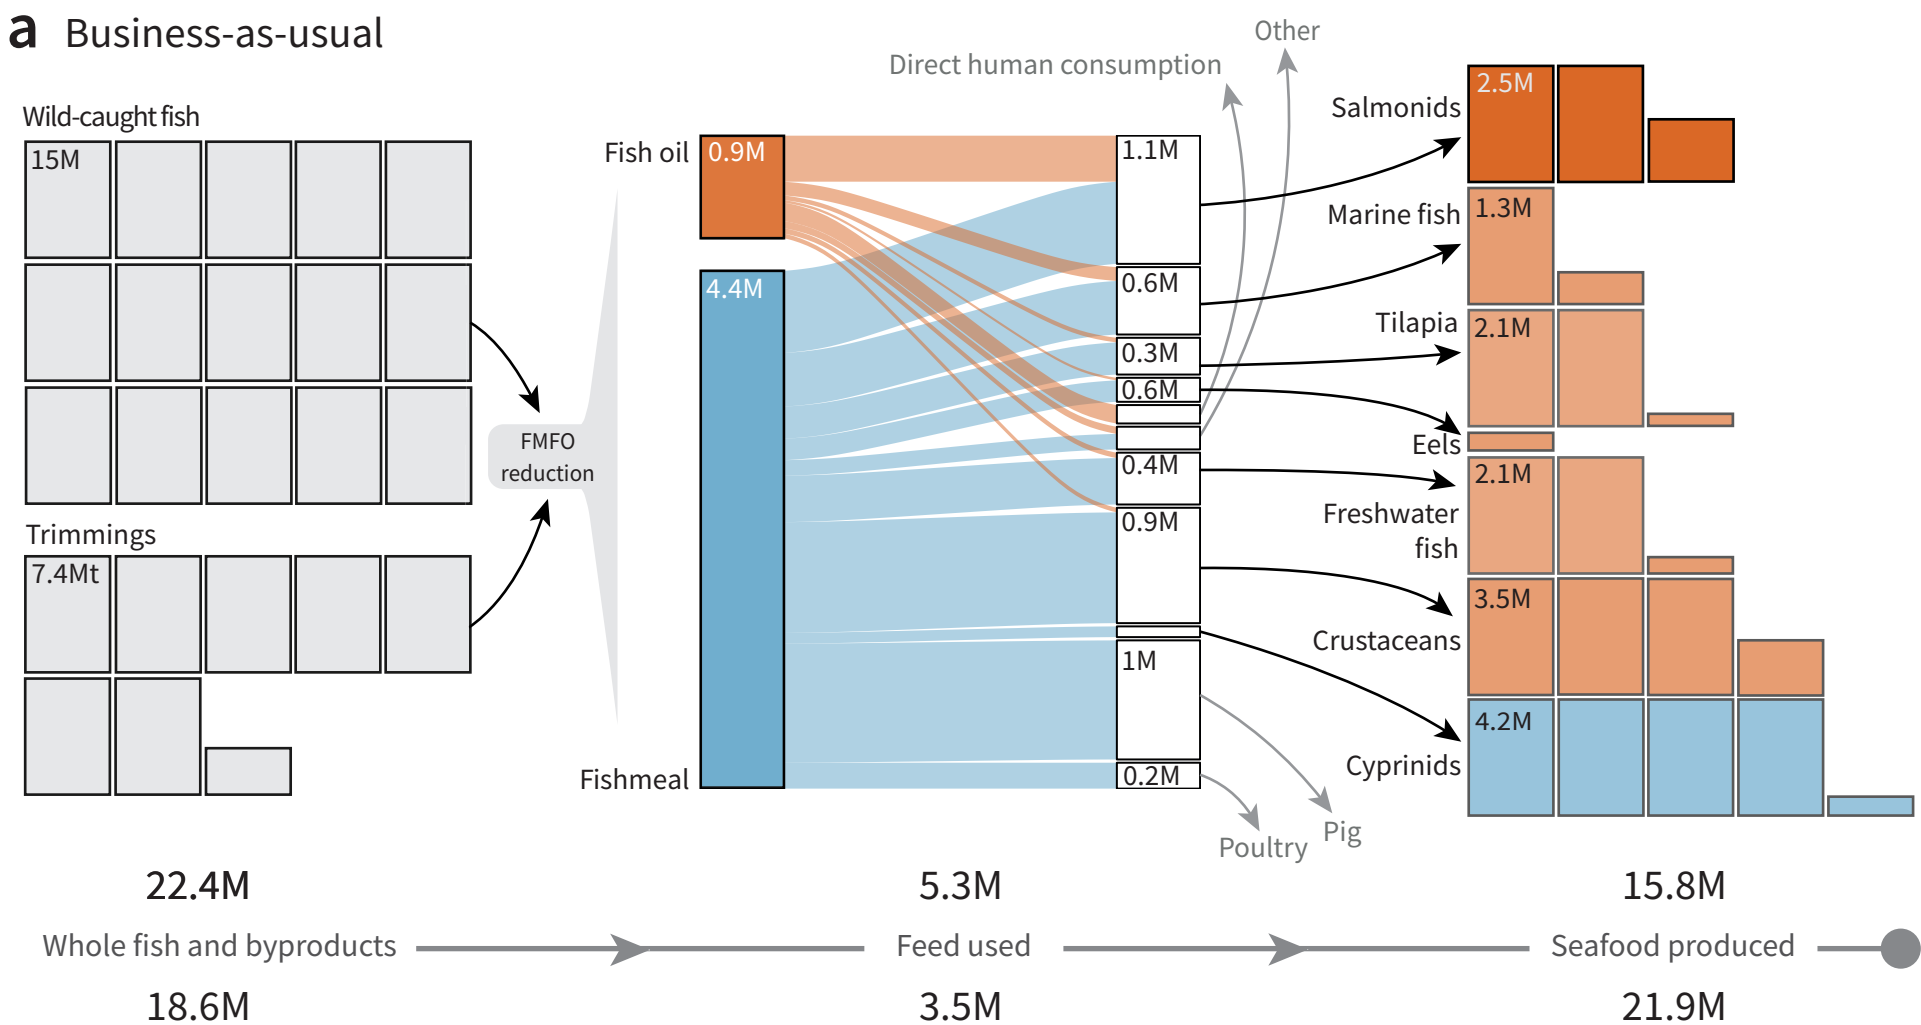 a Business-as-usual
Wild-caught fish
15M
Trimmings
7.4Mt
FMFO
reduction
Fish oil
0.9M
4.4M
Fishmeal
Direct human consumption
Other
1.1M
0.6M
0.3M
0.6M
0.4M
0.9M
1M
0.2M
Poultry
Pig
Salmonids
2.5M
Marine fish
1.3M
Tilapia
2.1M
Eels
Freshwater
fish
2.1M
Crustaceans
3.5M
Cyprinids
4.2M
22.4M
5.3M
15.8M
Whole fish and byproducts
Feed used
Seafood produced
18.6M
3.5M
21.9M